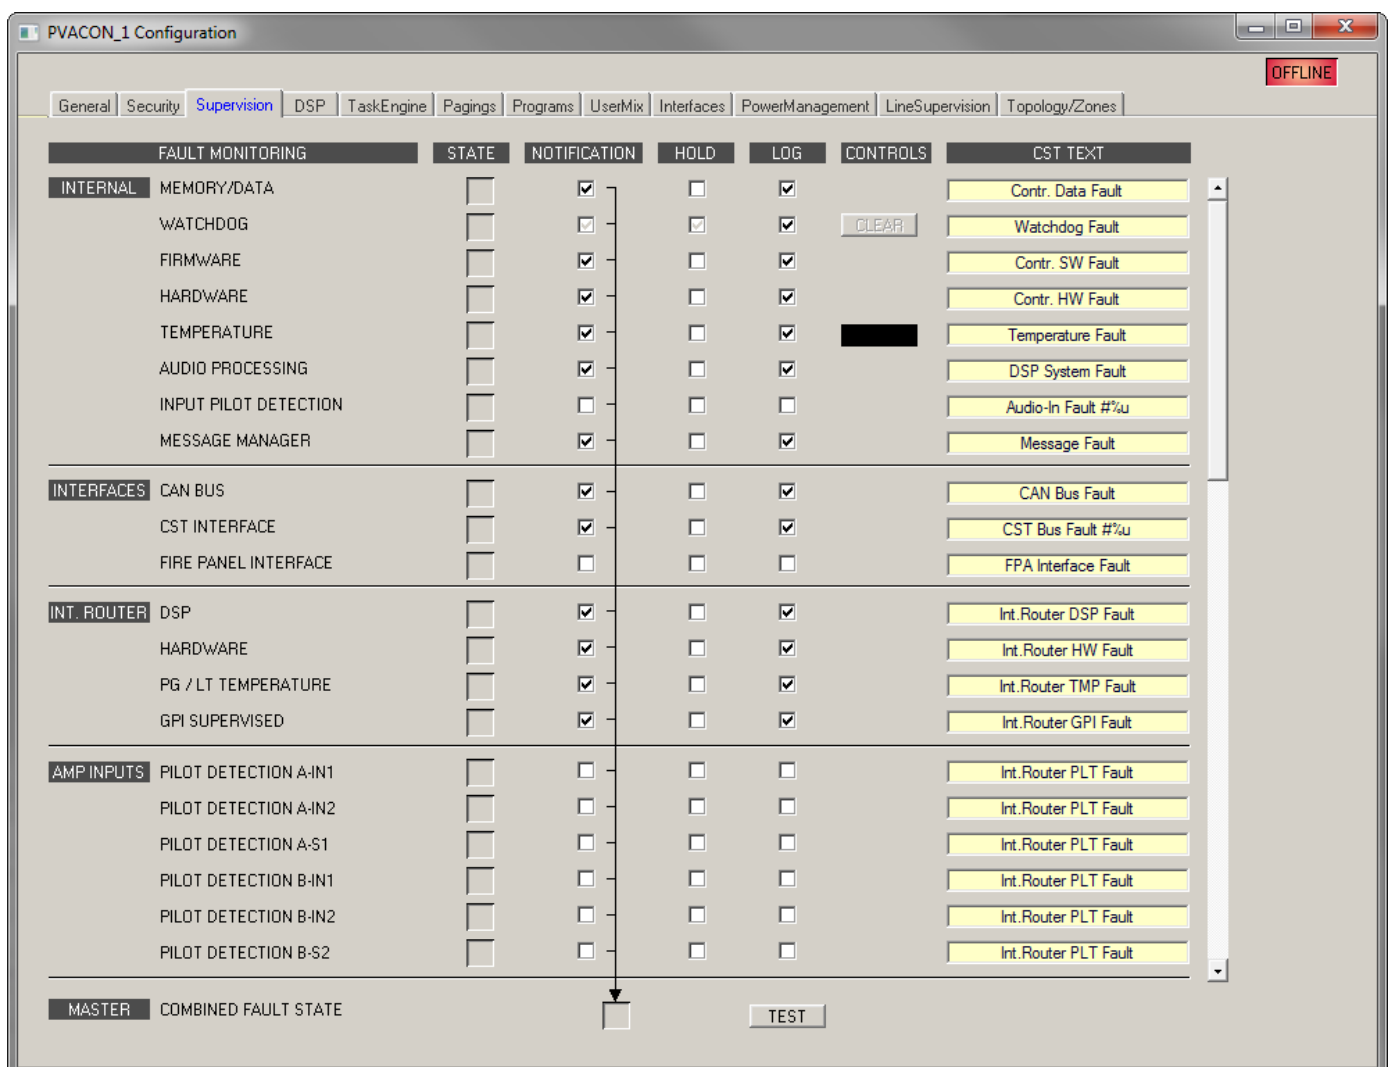 PVACON_1 Configuration
OFFLINE
General Security Supervision DSP TaskEngine Pagings Programs UserMix Interfaces PowerManagement LineSupervision Topology/Zones
FAULT MONITORING STATE NOTIFICATION HOLD LOG CONTROLS CST TEXT
INTERNAL MEMORY/DATA Contr. Data Fault
WATCHDOG CLEAR Watchdog Fault
FIRMWARE Contr. SW Fault
HARDWARE Contr. HW Fault
TEMPERATURE Temperature Fault
AUDIO PROCESSING DSP System Fault
INPUT PILOT DETECTION Audio-In Fault #%u
MESSAGE MANAGER Message Fault
INTERFACES CAN BUS CAN Bus Fault
CST INTERFACE CST Bus Fault #%u
FIRE PANEL INTERFACE FPA Interface Fault
INT. ROUTER DSP Int.Router DSP Fault
HARDWARE Int.Router HW Fault
PG / LT TEMPERATURE Int.Router TMP Fault
GPI SUPERVISED Int.Router GPI Fault
AMP INPUTS PILOT DETECTION A-IN1 Int.Router PLT Fault
PILOT DETECTION A-IN2 Int.Router PLT Fault
PILOT DETECTION A-S1 Int.Router PLT Fault
PILOT DETECTION B-IN1 Int.Router PLT Fault
PILOT DETECTION B-IN2 Int.Router PLT Fault
PILOT DETECTION B-S2 Int.Router PLT Fault
MASTER COMBINED FAULT STATE TEST